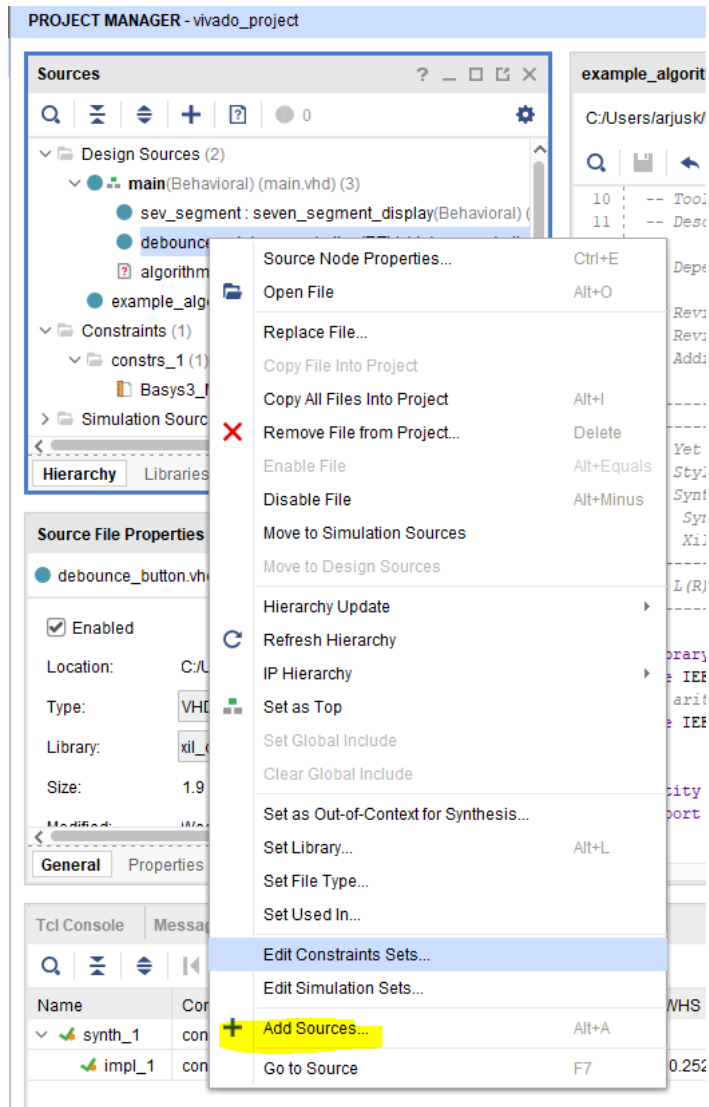 PROJECT MANAGER - vivado_project
Sources
0
Design Sources (2)
main(Behavioral) (main.vhd) (3)
sev_segment : seven_segment_display(Behavioral) (
debounce
algorithm
example_algo
Constraints (1)
constrs_1 (1)
Basys3_
Simulation Sourc
Hierarchy Libraries
Source File Properties
debounce_button.vh
Enabled
Location: C:/U
Type: VHD
Library: xil_
Size: 1.9
General Properties
Tcl Console Messa
Name Con
synth_1 con
impl_1 con
Source Node Properties... Ctrl+E
Open File Alt+O
Replace File...
Copy File Into Project
Copy All Files Into Project Alt+I
Remove File from Project... Delete
Enable File Alt+Equals
Disable File Alt+Minus
Move to Simulation Sources
Move to Design Sources
Hierarchy Update
Refresh Hierarchy
IP Hierarchy
Set as Top
Set Global Include
Clear Global Include
Set as Out-of-Context for Synthesis...
Set Library... Alt+L
Set File Type...
Set Used In...
Edit Constraints Sets...
Edit Simulation Sets...
Add Sources... Alt+A
Go to Source F7
WHS
0.252
example_algorit
C:/Users/arjusk/
10 -- Tool
11 -- Desc
Depe
Revi
Revi
Addi
Yet
Styl
Synt
Syn
Xil
L(R)
brary
e IEE
arit
e IEE
tity
port